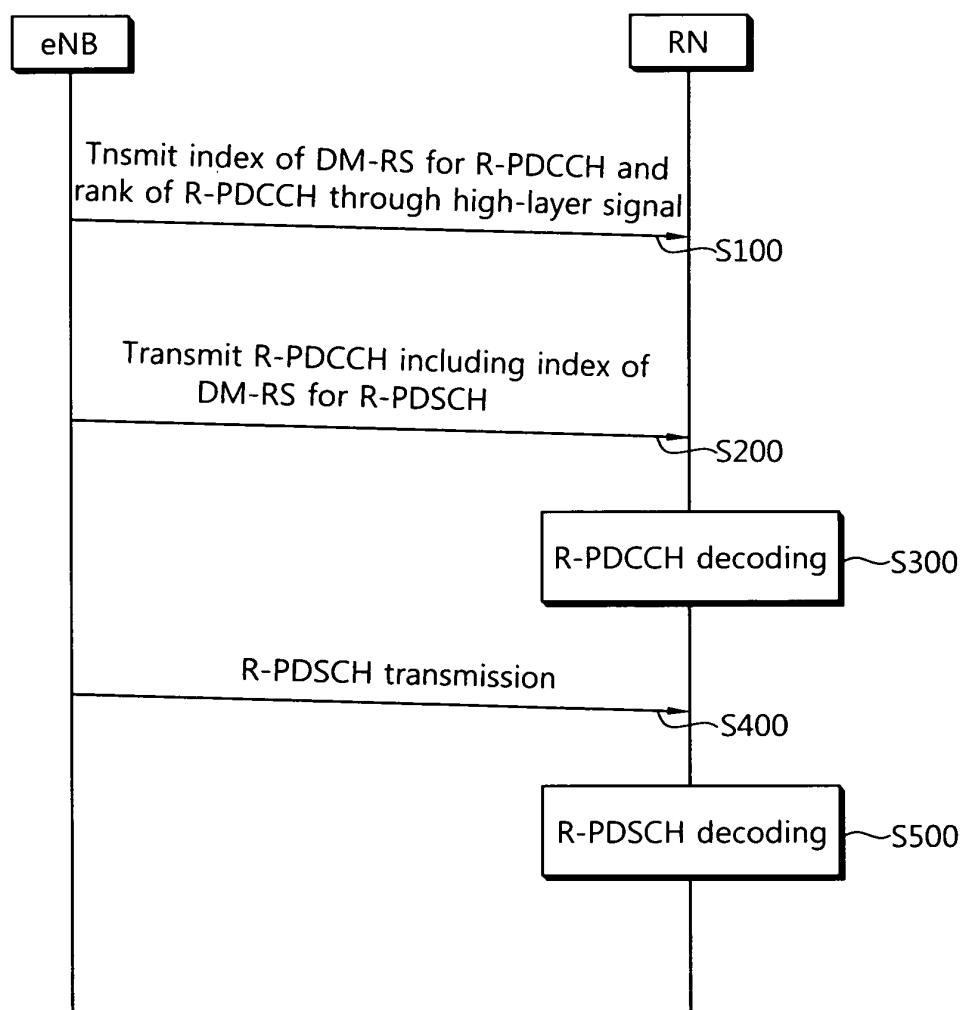 eNB
RN
Tnsmit index of DM-RS for R-PDCCH and
rank of R-PDCCH through high-layer signal
S100
Transmit R-PDCCH including index of
DM-RS for R-PDSCH
S200
R-PDCCH decoding
S300
R-PDSCH transmission
S400
R-PDSCH decoding
S500